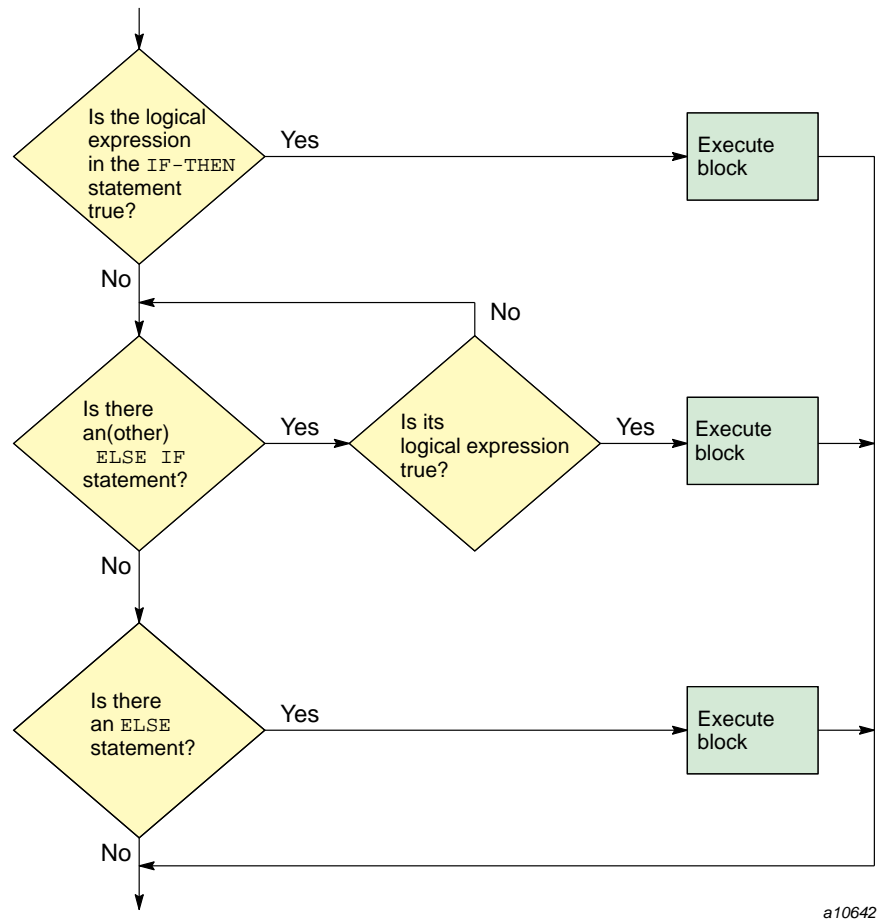 Is the logical
expression
in the IF-THEN
statement
true?
Yes
Execute
block
No
No
Is there
an(other)
ELSE IF
statement?
Yes
Is its
logical expression
true?
Yes
Execute
block
No
Is there
an ELSE
statement?
Yes
Execute
block
No
a10642